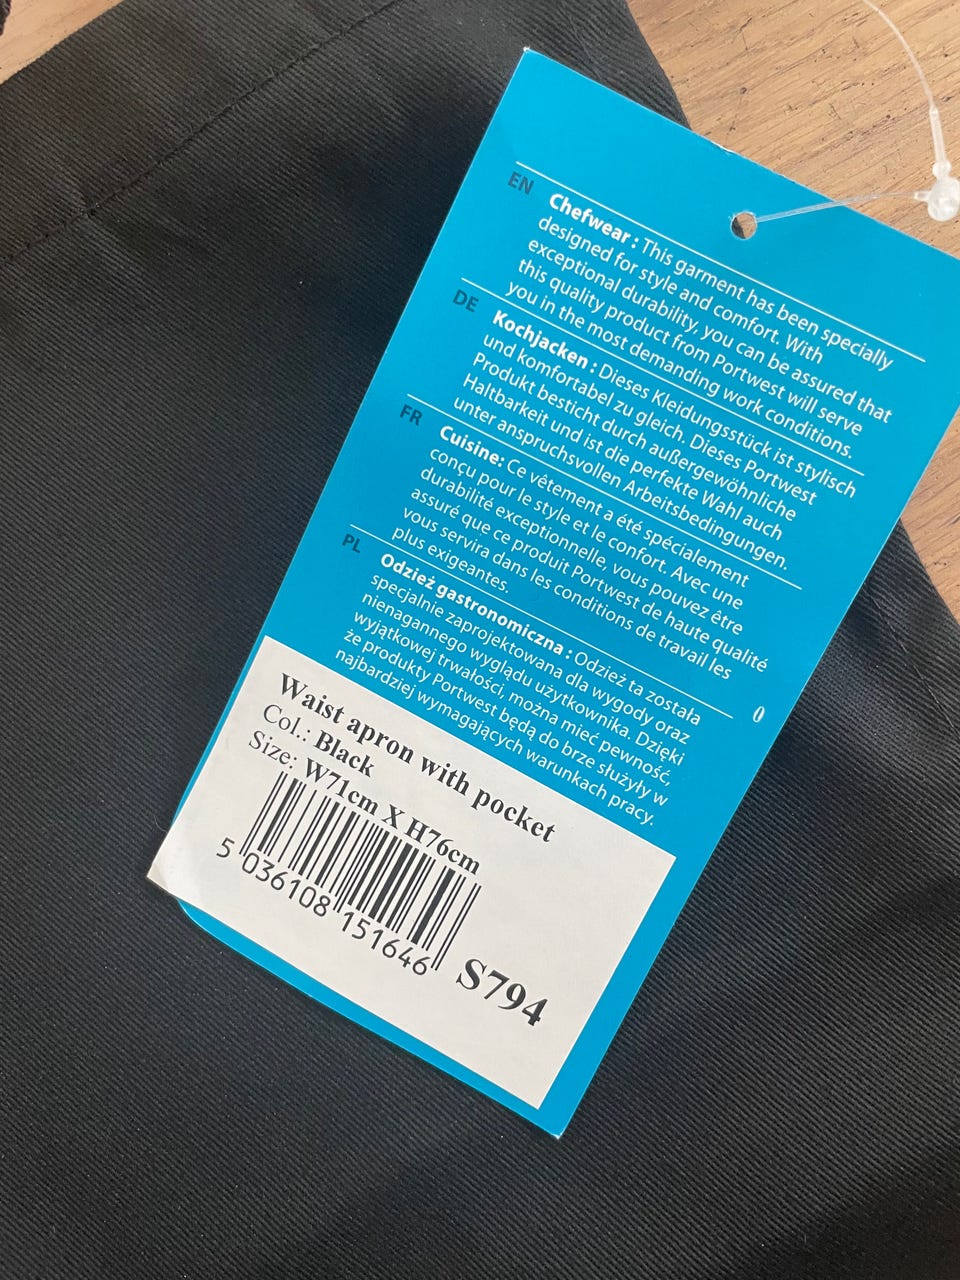 EN
Chefwear : This garment has been specially
designed for style and comfort. With
exceptional durability, you can be assured that
this quality product from Portwest will serve
you in the most demanding work conditions.
DE
Kochjacken : Dieses Kleidungsstück ist stylisch
und komfortabel zu gleich. Dieses Portwest
Produkt besticht durch außergewöhnliche
Haltbarkeit und ist die perfekte Wahl auch
unter anspruchsvollen Arbeitsbedingungen.
FR
Cuisine: Ce vêtement a été spécialement
conçu pour le style et le confort. Avec une
durabilité exceptionnelle, vous pouvez être
assuré que ce produit Portwest de haute qualité
vous servira dans les conditions de travail les
plus exigeantes.
PL
Odzież gastronomiczna : Odzież ta została
specjalnie zaprojektowana dla wygody oraz
nienagannego wyglądu użytkownika. Dzięki
wyjątkowej trwałości, można mieć pewność,
że produkty Portwest będą do brze służyły w
najbardziej wymagających warunkach pracy.
0
Waist apron with pocket
Col.: Black
Size: W71cm X H76cm
5 036108 151646
S794